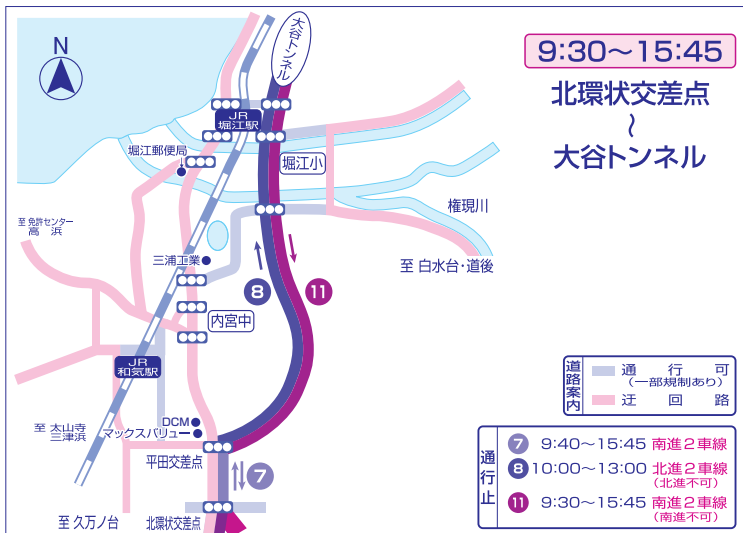 9:30〜15:45
北環状交差点
〜
大谷トンネル
N
大谷トンネル
JR
堀江駅
堀江郵便局
堀江小
権現川
至 免許センター
高 浜
三浦工業
至 白水台・道後
8
11
内宮中
JR
和気駅
至 太山寺
三津浜
DCM
マックスバリュー
平田交差点
7
至 久万ノ台
北環状交差点
道路案内
通 行 可
(一部規制あり)
迂 回 路
通行止
7 9:40〜15:45 南進2車線
8 10:00〜13:00 北進2車線
(北進不可)
11 9:30〜15:45 南進2車線
(南進不可)